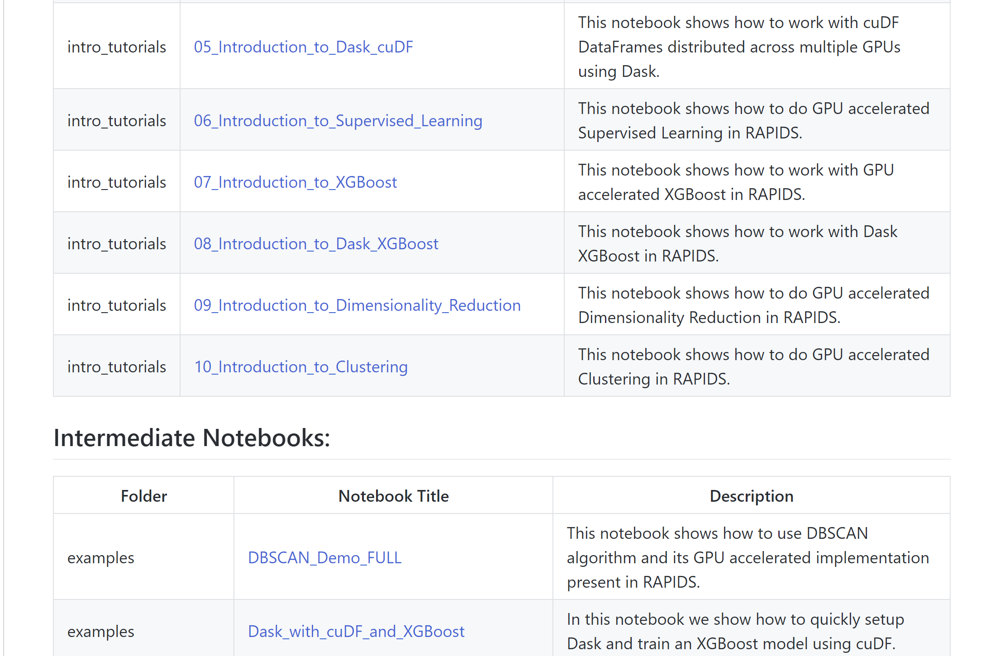 intro_tutorials
05_Introduction_to_Dask_cuDF
This notebook shows how to work with cuDF
DataFrames distributed across multiple GPUs
using Dask.
intro_tutorials
06_Introduction_to_Supervised_Learning
This notebook shows how to do GPU accelerated
Supervised Learning in RAPIDS.
intro_tutorials
07_Introduction_to_XGBoost
This notebook shows how to work with GPU
accelerated XGBoost in RAPIDS.
intro_tutorials
08_Introduction_to_Dask_XGBoost
This notebook shows how to work with Dask
XGBoost in RAPIDS.
intro_tutorials
09_Introduction_to_Dimensionality_Reduction
This notebook shows how to do GPU accelerated
Dimensionality Reduction in RAPIDS.
intro_tutorials
10_Introduction_to_Clustering
This notebook shows how to do GPU accelerated
Clustering in RAPIDS.
Intermediate Notebooks:
Folder
Notebook Title
Description
examples
DBSCAN_Demo_FULL
This notebook shows how to use DBSCAN
algorithm and its GPU accelerated implementation
present in RAPIDS.
examples
Dask_with_cuDF_and_XGBoost
In this notebook we show how to quickly setup
Dask and train an XGBoost model using cuDF.